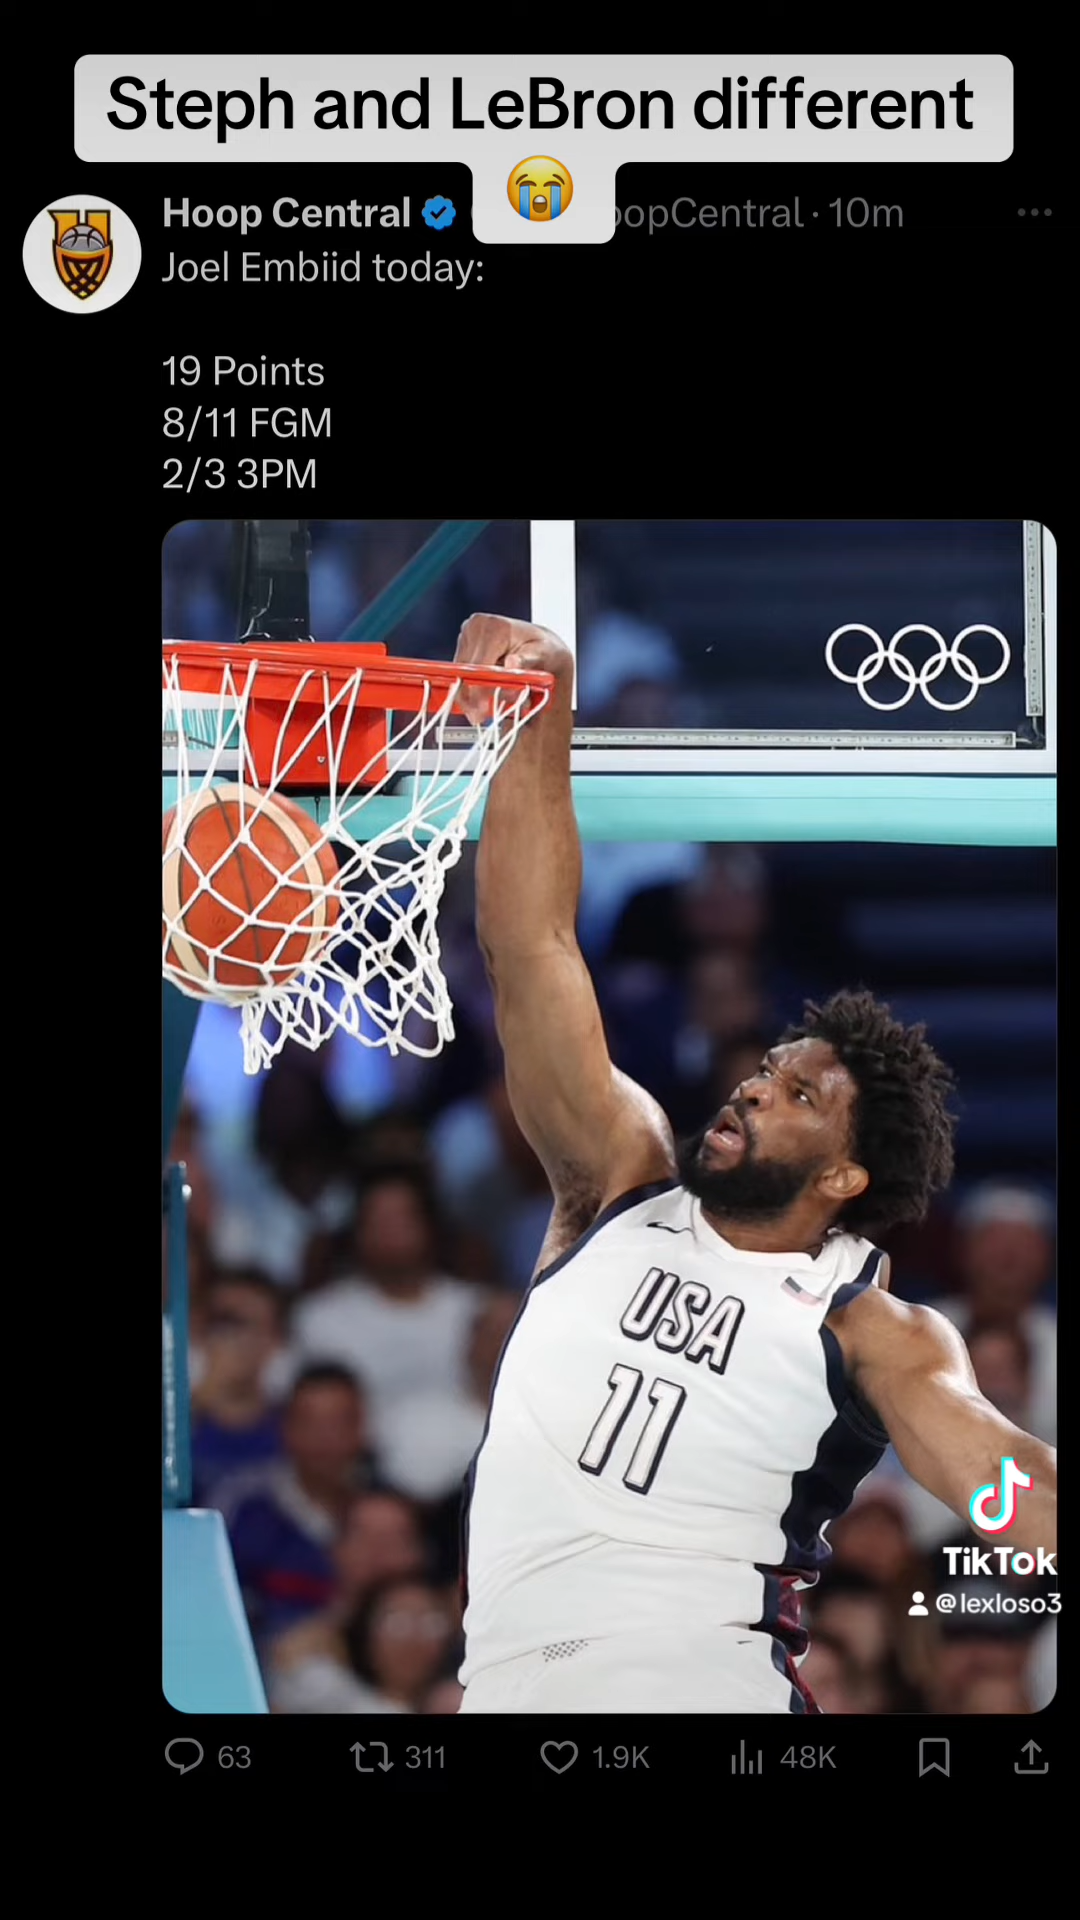 Steph and LeBron different
😭
Hoop Central
oopCentral · 10m
Joel Embiid today:
19 Points
8/11 FGM
2/3 3PM
USA
11
TikTok
@lexloso3
63
311
1.9K
48K